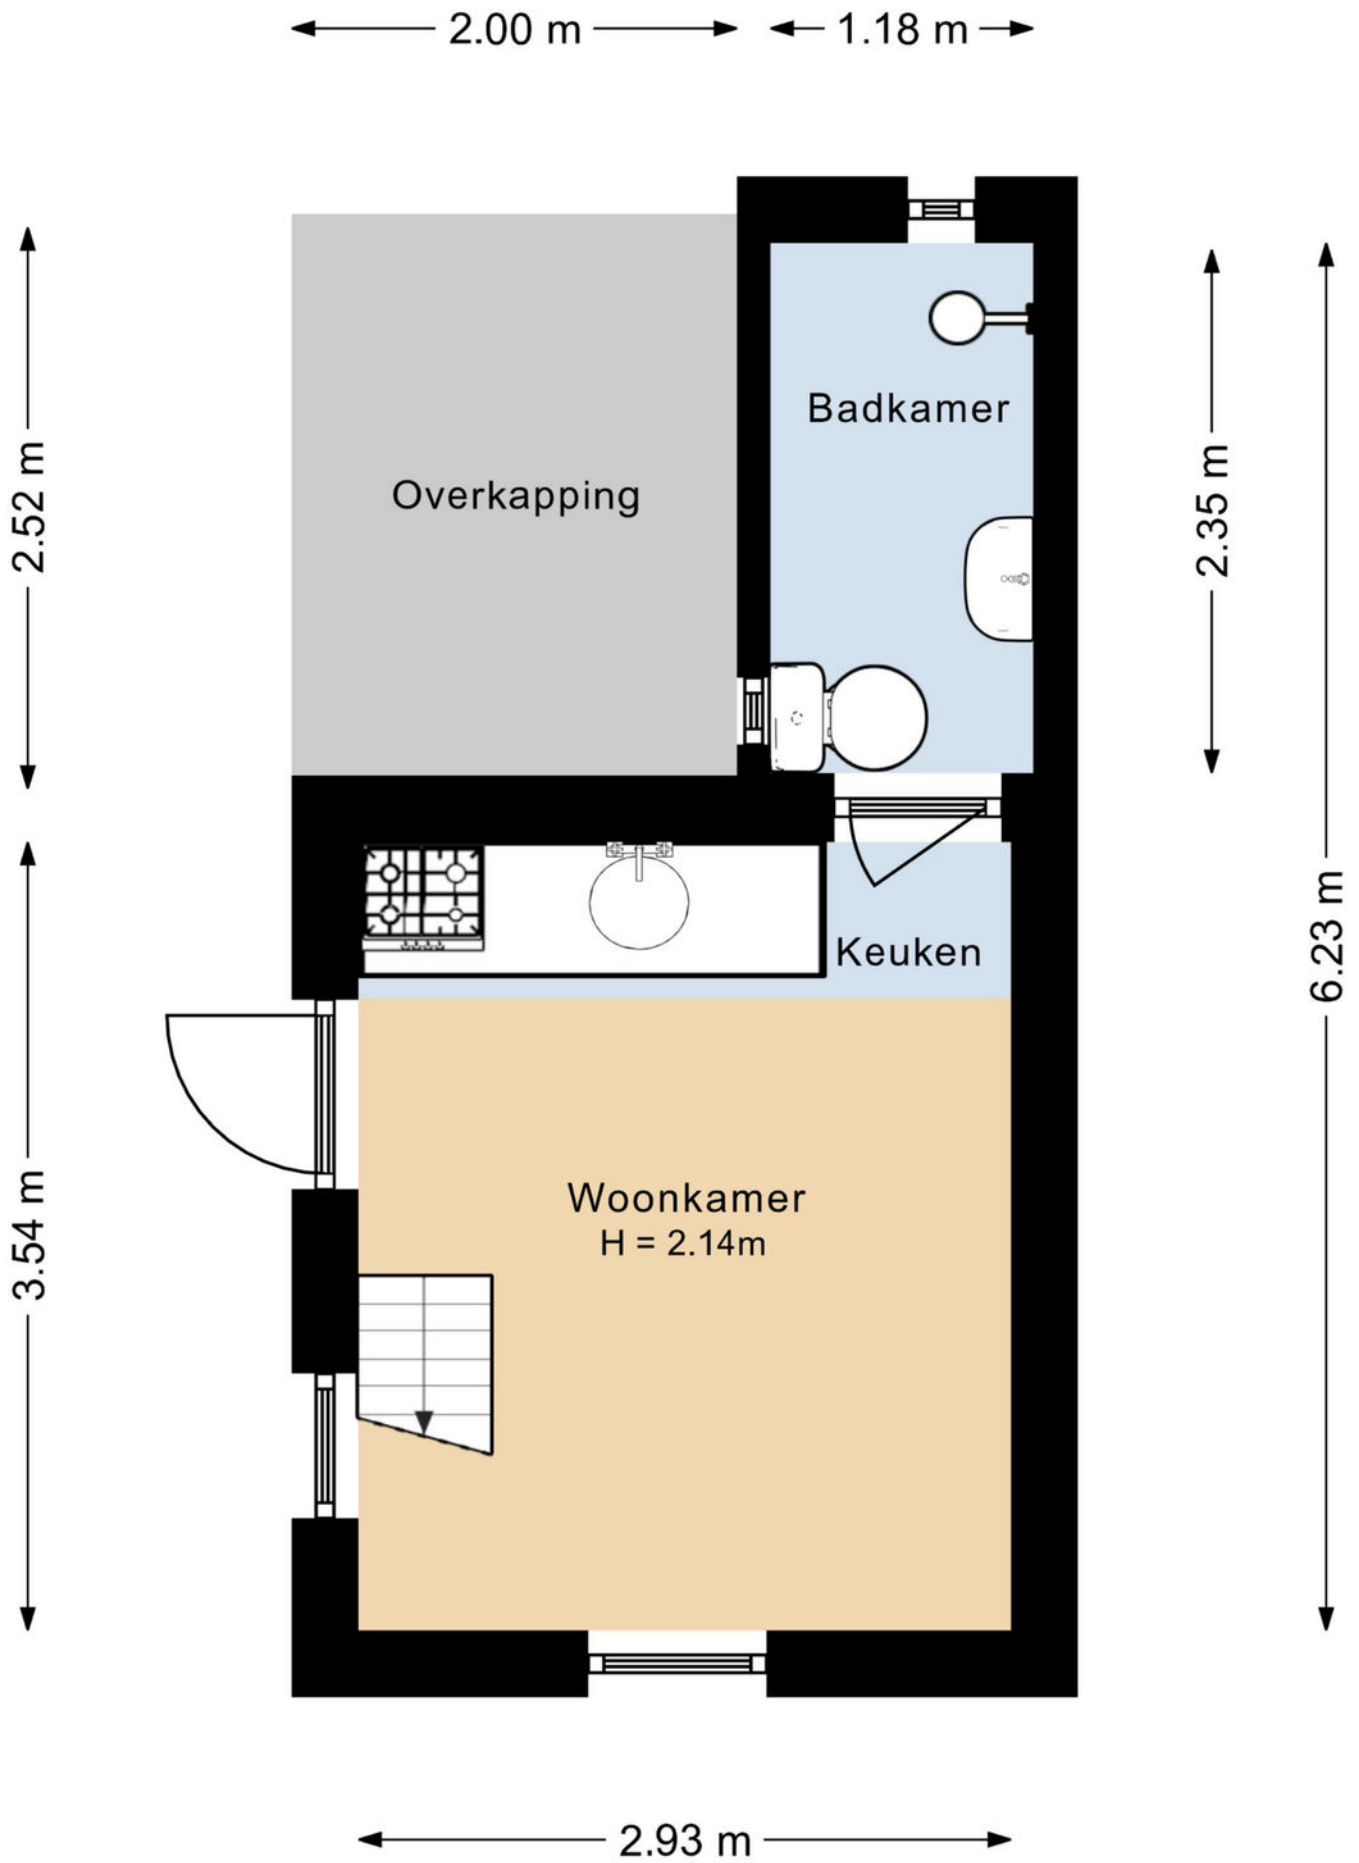 2.00 m
1.18 m
Badkamer
Overkapping
2.52 m
2.35 m
Keuken
6.23 m
Woonkamer
H = 2.14m
3.54 m
2.93 m